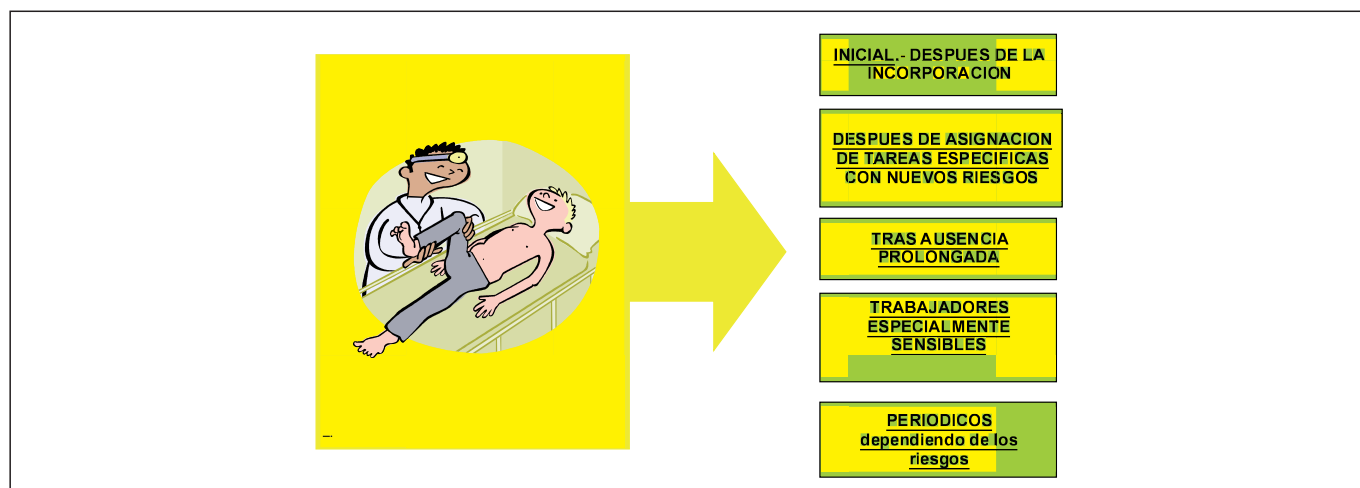 INICIAL.- DESPUES DE LA
INCORPORACION
DESPUES DE ASIGNACION
DE TAREAS ESPECIFICAS
CON NUEVOS RIESGOS
TRAS AUSENCIA
PROLONGADA
TRABAJADORES
ESPECIALMENTE
SENSIBLES
PERIODICOS
dependiendo de los
riesgos